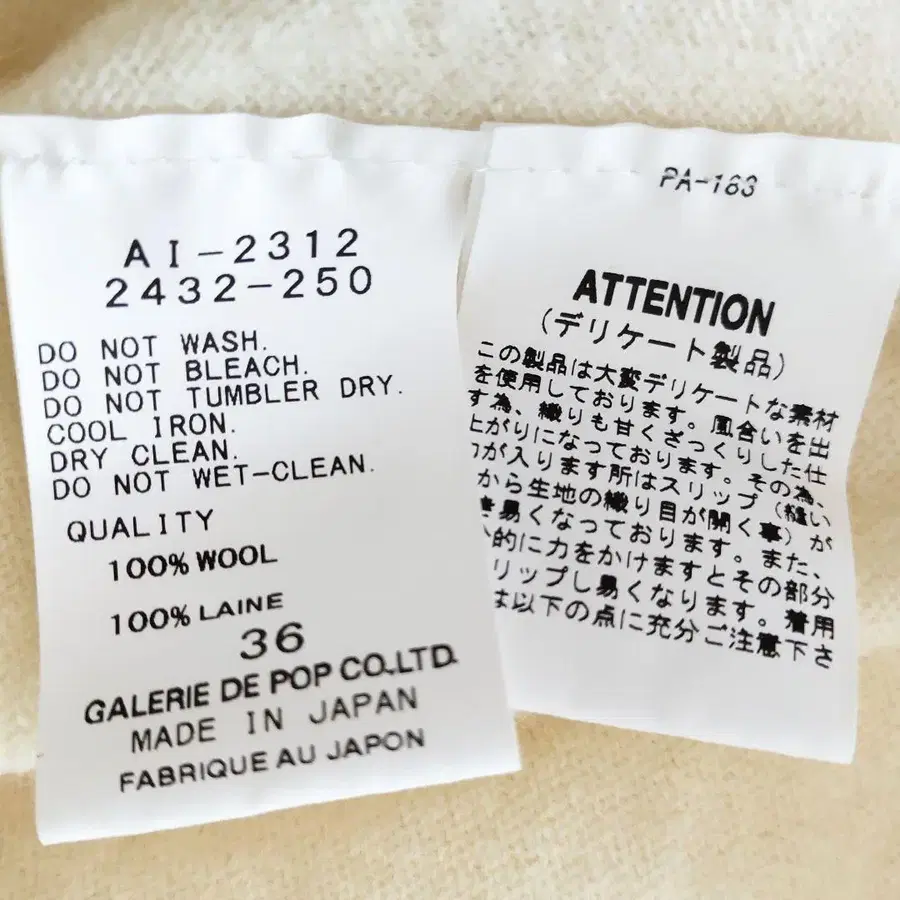 AI-2312
2432-250
DO NOT WASH.
DO NOT BLEACH.
DO NOT TUMBLER DRY.
COOL IRON.
DRY CLEAN.
DO NOT WET-CLEAN.
QUALITY
100% WOOL
100% LAINE
36
GALERIE DE POP CO.,LTD.
MADE IN JAPAN
FABRIQUE AU JAPON
PA-163
ATTENTION
(デリケート製品)
この製品は大変デリケートな素材
を使用しております。風合いを出
す為、織りも甘くざっくりした仕
上がりになっております。その為、
力が入ります所はスリップ(縫い
から生地の織り目が開く事)が
易くなっております。また、
的に力をかけますとその部分
リップし易くなります。着用
は以下の点に充分ご注意下さ